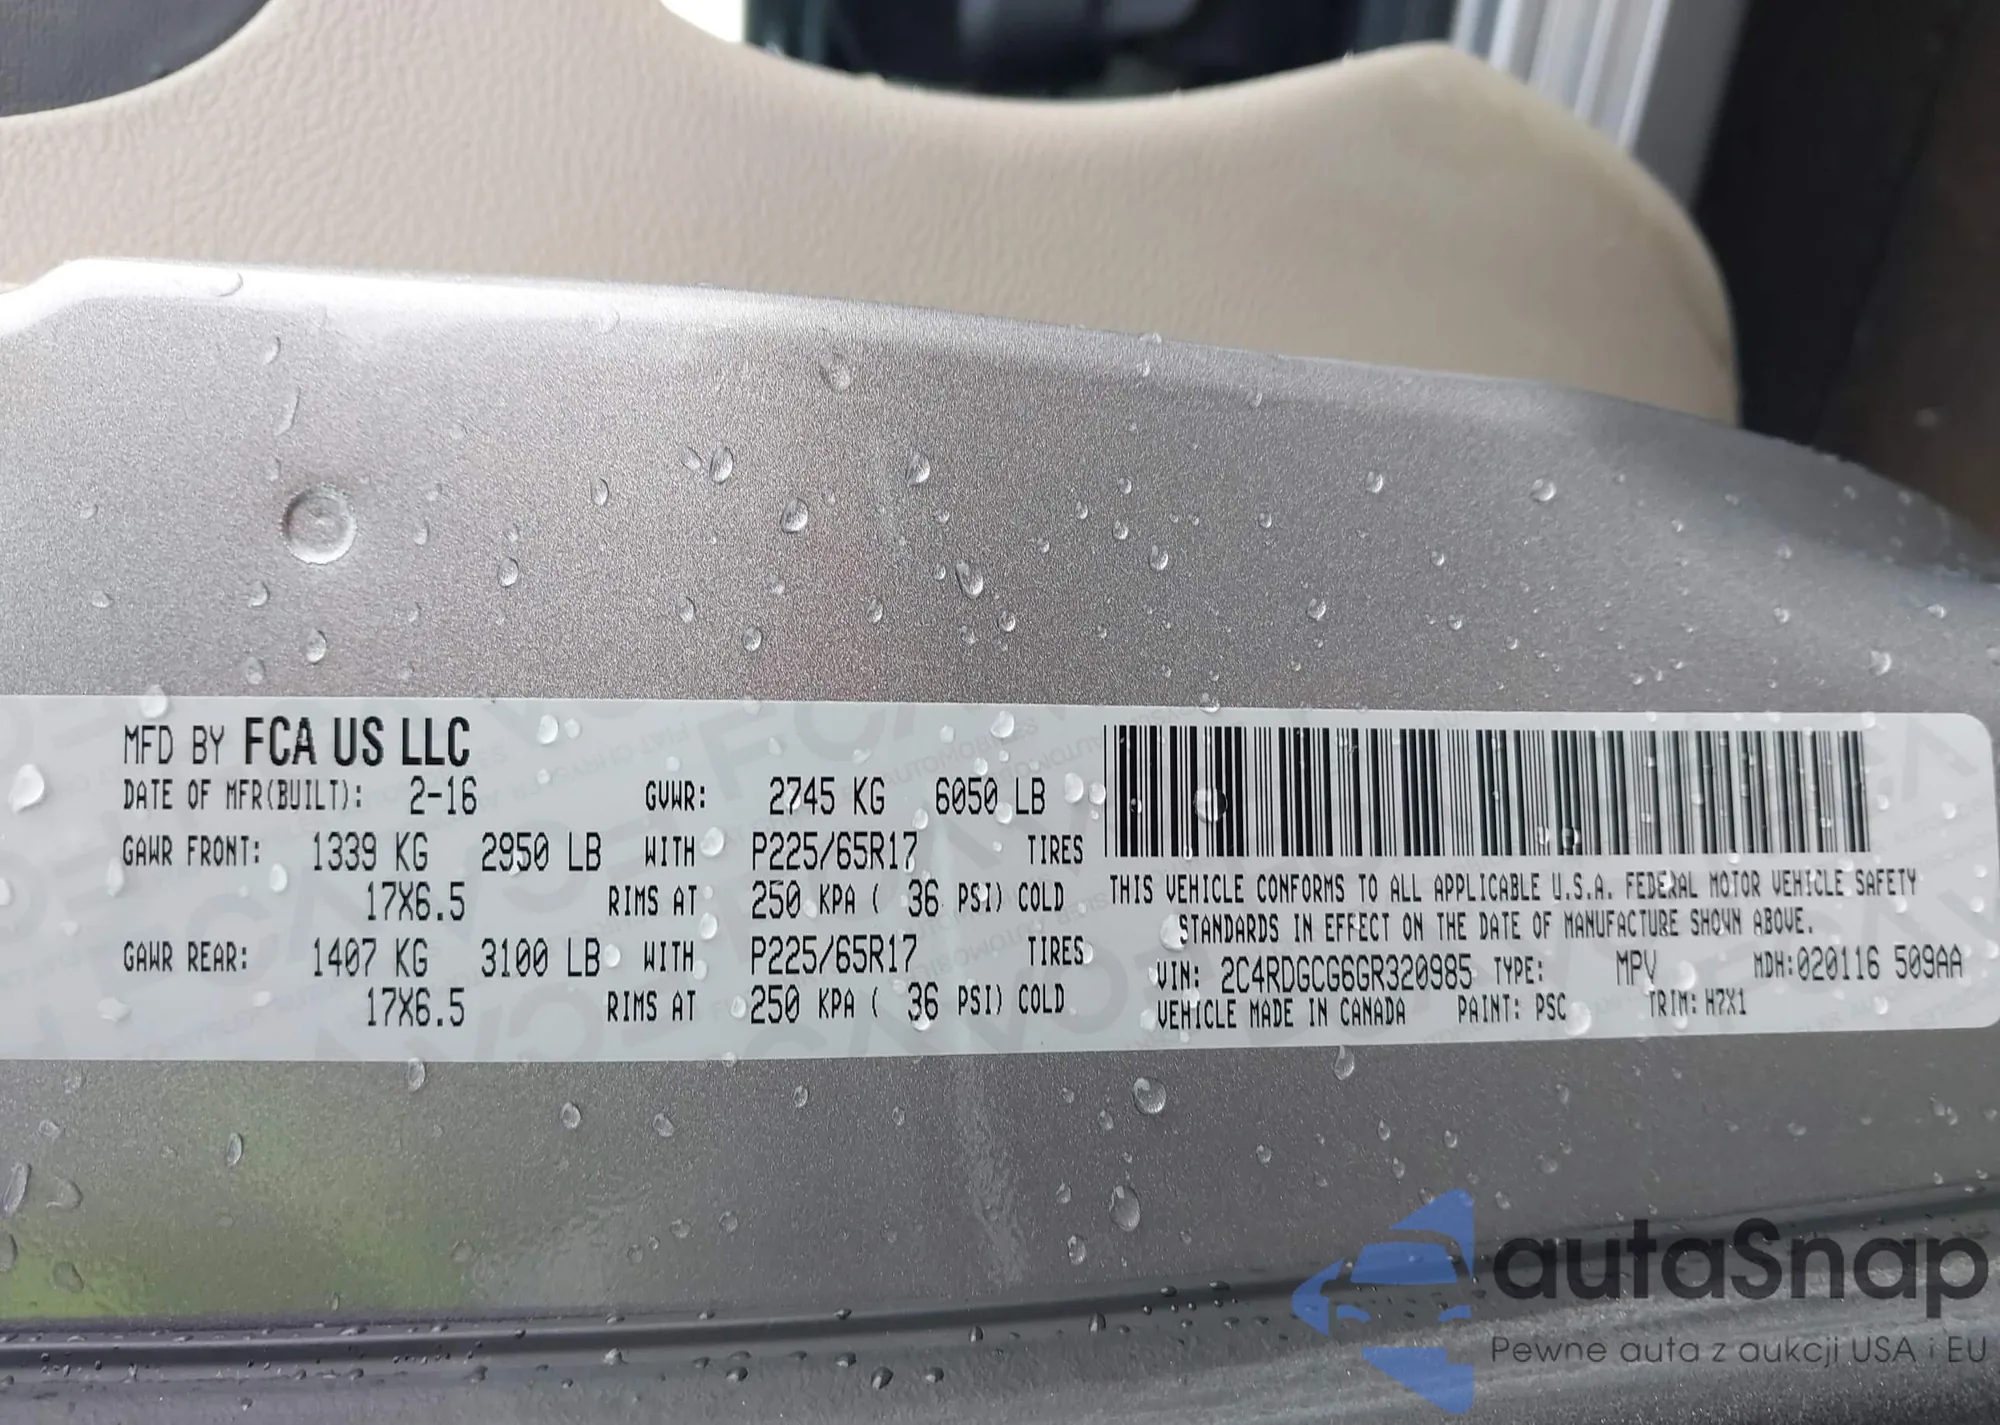 MFD BY FCA US LLC
DATE OF MFR(BUILT): 2-16 GVWR: 2745 KG 6050 LB
GAWR FRONT: 1339 KG 2950 LB WITH P225/65R17 TIRES
17X6.5 RIMS AT 250 KPA ( 36 PSI) COLD
GAWR REAR: 1407 KG 3100 LB WITH P225/65R17 TIRES
17X6.5 RIMS AT 250 KPA ( 36 PSI) COLD
THIS VEHICLE CONFORMS TO ALL APPLICABLE U.S.A. FEDERAL MOTOR VEHICLE SAFETY
STANDARDS IN EFFECT ON THE DATE OF MANUFACTURE SHOWN ABOVE.
VIN: 2C4RDGCG6GR320985 TYPE: MPV MDH:020116 509AA
VEHICLE MADE IN CANADA PAINT: PSC TRIM: H7X1
autaSnap
Pewne auta z aukcji USA i EU